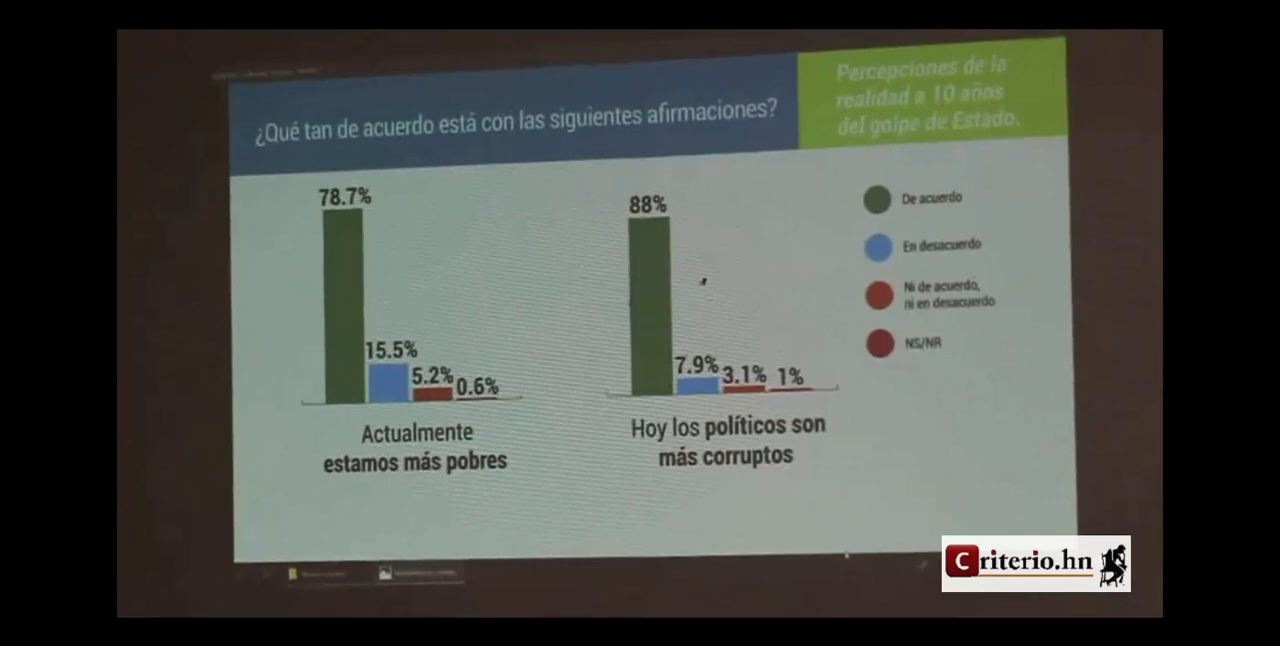 ¿Qué tan de acuerdo está con las siguientes afirmaciones?
Percepciones de la
realidad a 10 años
del golpe de Estado.
78.7%
15.5%
5.2%
0.6%
Actualmente
estamos más pobres
88%
7.9%
3.1%
1%
Hoy los políticos son
más corruptos
De acuerdo
En desacuerdo
Ni de acuerdo,
ni en desacuerdo
NS/NR
Criterio.hn